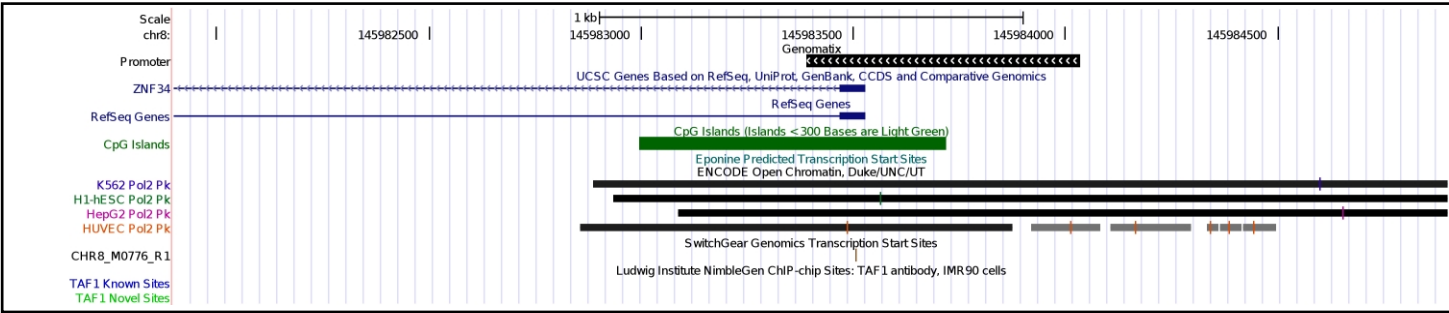 Scale 1 kb
chr8: 145982500 145983000 145983500 145984000 145984500
Genomatix
Promoter
UCSC Genes Based on RefSeq, UniProt, GenBank, CCDS and Comparative Genomics
ZNF34
RefSeq Genes
RefSeq Genes
CpG Islands (Islands < 300 Bases are Light Green)
CpG Islands
Eponine Predicted Transcription Start Sites
ENCODE Open Chromatin, Duke/UNC/UT
K562 Pol2 Pk
H1-hESC Pol2 Pk
HepG2 Pol2 Pk
HUVEC Pol2 Pk
SwitchGear Genomics Transcription Start Sites
CHR8_M0776_R1
Ludwig Institute NimbleGen ChIP-chip Sites: TAF1 antibody, IMR90 cells
TAF1 Known Sites
TAF1 Novel Sites